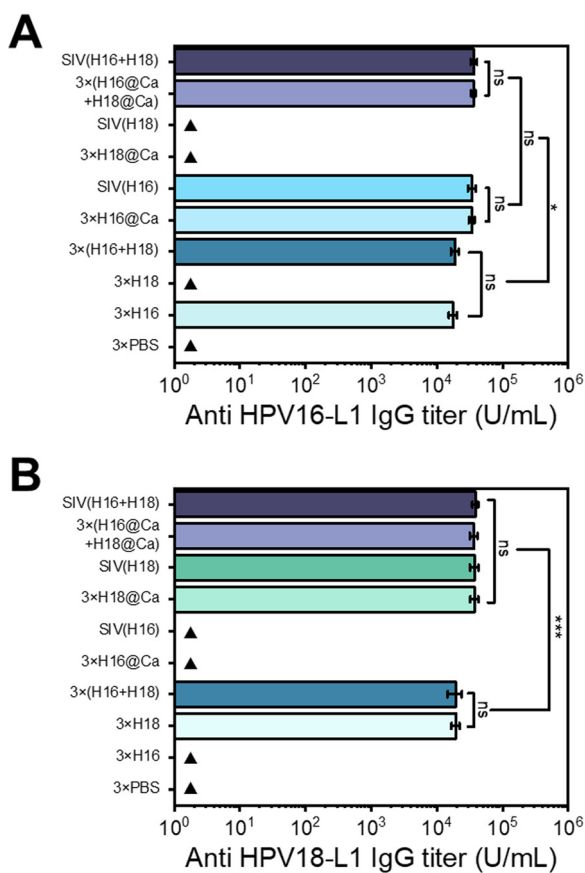 A
SIV(H16+H18)
3×(H16@Ca
+H18@Ca)
SIV(H18)
3×H18@Ca
SIV(H16)
3×H16@Ca
3×(H16+H18)
3×H18
3×H16
3×PBS
ns
ns
ns
ns
*
10⁰ 10¹ 10² 10³ 10⁴ 10⁵ 10⁶
Anti HPV16-L1 IgG titer (U/mL)
B
SIV(H16+H18)
3×(H16@Ca
+H18@Ca)
SIV(H18)
3×H18@Ca
SIV(H16)
3×H16@Ca
3×(H16+H18)
3×H18
3×H16
3×PBS
ns
ns
***
10⁰ 10¹ 10² 10³ 10⁴ 10⁵ 10⁶
Anti HPV18-L1 IgG titer (U/mL)